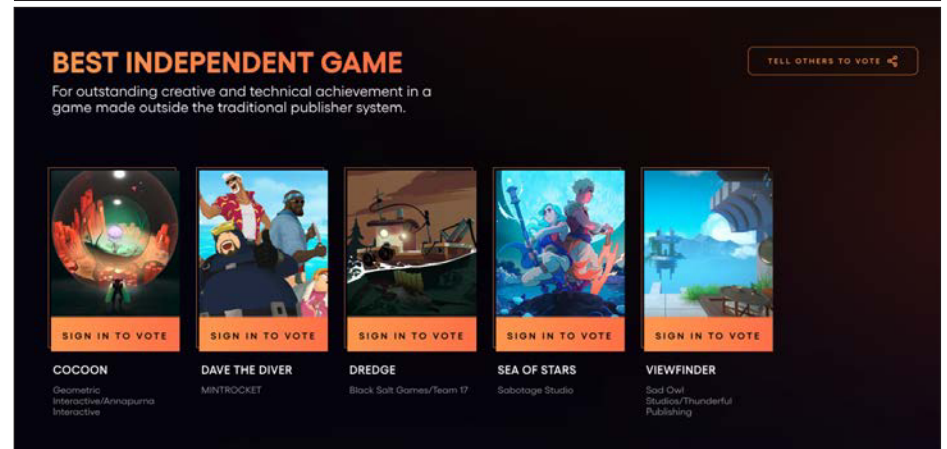 BEST INDEPENDENT GAME
For outstanding creative and technical achievement in a
game made outside the traditional publisher system.
TELL OTHERS TO VOTE
SIGN IN TO VOTE
SIGN IN TO VOTE
SIGN IN TO VOTE
SIGN IN TO VOTE
SIGN IN TO VOTE
COCOON
Geometric
Interactive/Annapurna
Interactive
DAVE THE DIVER
MINTROCKET
DREDGE
Black Salt Games/Team 17
SEA OF STARS
Sabotage Studio
VIEWFINDER
Sad Owl
Studios/Thunderful
Publishing